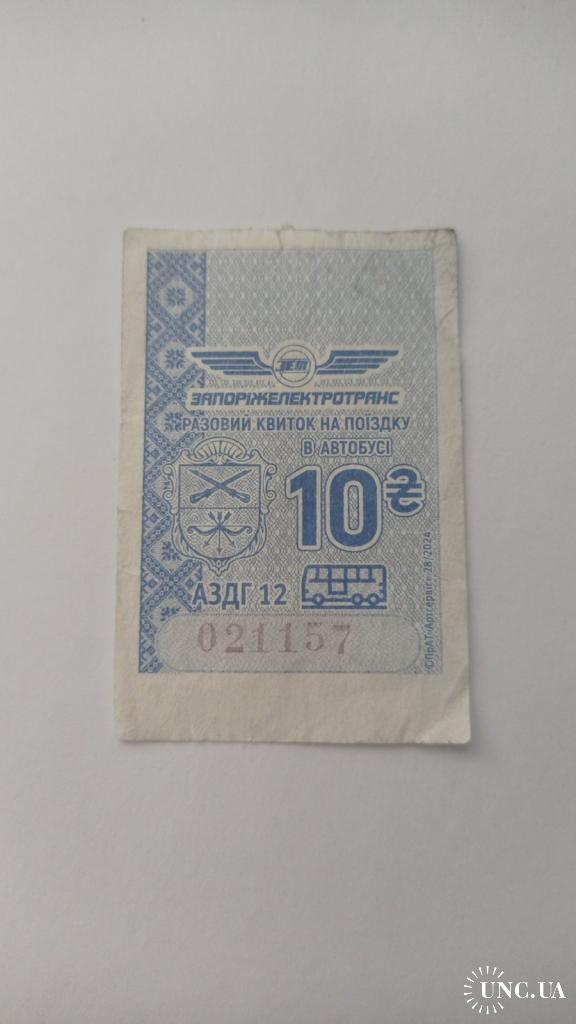 ЗЕТ
ЗАПОРІЖЕЛЕКТРОТРАНС
РАЗОВИЙ КВИТОК НА ПОЇЗДКУ
В АВТОБУСІ
10₴
АЗДГ 12
021157
©ПрАТ«Артсервіс» 28/2024
UNC.UA